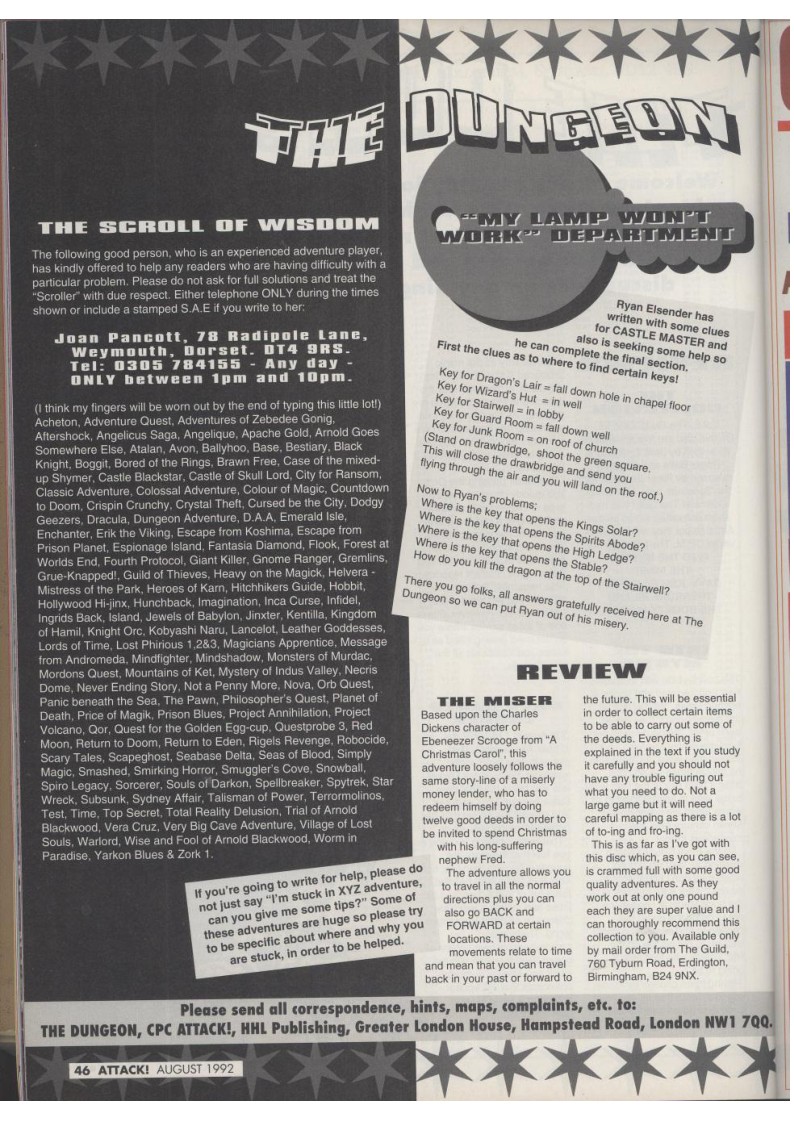 THE DUNGEON
THE SCROLL OF WISDOM
The following good person, who is an experienced adventure player,
has kindly offered to help any readers who are having difficulty with a
particular problem. Please do not ask for full solutions and treat the
"Scroller" with due respect. Either telephone ONLY during the times
shown or include a stamped S.A.E if you write to her:
Joan Pancott, 78 Radipole Lane,
Weymouth, Dorset. DT4 9RS.
Tel: 0305 784155 - Any day -
ONLY between 1pm and 10pm.
(I think my fingers will be worn out by the end of typing this little lot!)
Acheton, Adventure Quest, Adventures of Zebedee Gonig,
Aftershock, Angelicus Saga, Angelique, Apache Gold, Arnold Goes
Somewhere Else, Atalan, Avon, Ballyhoo, Base, Bestiary, Black
Knight, Boggit, Bored of the Rings, Brawn Free, Case of the mixed-
up Shymer, Castle Blackstar, Castle of Skull Lord, City for Ransom,
Classic Adventure, Colossal Adventure, Colour of Magic, Countdown
to Doom, Crispin Crunchy, Crystal Theft, Cursed be the City, Dodgy
Geezers, Dracula, Dungeon Adventure, D.A.A, Emerald Isle,
Enchanter, Erik the Viking, Escape from Koshima, Escape from
Prison Planet, Espionage Island, Fantasia Diamond, Flook, Forest at
Worlds End, Fourth Protocol, Giant Killer, Gnome Ranger, Gremlins,
Grue-Knapped!, Guild of Thieves, Heavy on the Magick, Helvera -
Mistress of the Park, Heroes of Karn, Hitchhikers Guide, Hobbit,
Hollywood Hi-jinx, Hunchback, Imagination, Inca Curse, Infidel,
Ingrids Back, Island, Jewels of Babylon, Jinxter, Kentilla, Kingdom
of Hamil, Knight Orc, Kobyashi Naru, Lancelot, Leather Goddesses,
Lords of Time, Lost Phirious 1,2&3, Magicians Apprentice, Message
from Andromeda, Mindfighter, Mindshadow, Monsters of Murdac,
Mordons Quest, Mountains of Ket, Mystery of Indus Valley, Necris
Dome, Never Ending Story, Not a Penny More, Nova, Orb Quest,
Panic beneath the Sea, The Pawn, Philosopher's Quest, Planet of
Death, Price of Magik, Prison Blues, Project Annihilation, Project
Volcano, Qor, Quest for the Golden Egg-cup, Questprobe 3, Red
Moon, Return to Doom, Return to Eden, Rigels Revenge, Robocide,
Scary Tales, Scapeghost, Seabase Delta, Seas of Blood, Simply
Magic, Smashed, Smirking Horror, Smuggler's Cove, Snowball,
Spiro Legacy, Sorcerer, Souls of Darkon, Spellbreaker, Spytrek, Star
Wreck, Subsunk, Sydney Affair, Talisman of Power, Terrormolinos,
Test, Time, Top Secret, Total Reality Delusion, Trial of Arnold
Blackwood, Vera Cruz, Very Big Cave Adventure, Village of Lost
Souls, Warlord, Wise and Fool of Arnold Blackwood, Worm in
Paradise, Yarkon Blues & Zork 1.
If you're going to write for help, please do
not just say "I'm stuck in XYZ adventure,
can you give me some tips?" Some of
these adventures are huge so please try
to be specific about where and why you
are stuck, in order to be helped.
"MY LAMP WON'T
WORK" DEPARTMENT
Ryan Elsender has
written with some clues
for CASTLE MASTER and
also is seeking some help so
he can complete the final section.
First the clues as to where to find certain keys!
Key for Dragon's Lair = fall down hole in chapel floor
Key for Wizard's Hut = in well
Key for Stairwell = in lobby
Key for Guard Room = fall down well
Key for Junk Room = on roof of church
(Stand on drawbridge, shoot the green square.
This will close the drawbridge and send you
flying through the air and you will land on the roof.)
Now to Ryan's problems;
Where is the key that opens the Kings Solar?
Where is the key that opens the Spirits Abode?
Where is the key that opens the High Ledge?
Where is the key that opens the Stable?
How do you kill the dragon at the top of the Stairwell?
There you go folks, all answers gratefully received here at The
Dungeon so we can put Ryan out of his misery.
REVIEW
THE MISER
Based upon the Charles
Dickens character of
Ebeneezer Scrooge from "A
Christmas Carol", this
adventure loosely follows the
same story-line of a miserly
money lender, who has to
redeem himself by doing
twelve good deeds in order to
be invited to spend Christmas
with his long-suffering
nephew Fred.
The adventure allows you
to travel in all the normal
directions plus you can
also go BACK and
FORWARD at certain
locations. These
movements relate to time
and mean that you can travel
back in your past or forward to
the future. This will be essential
in order to collect certain items
to be able to carry out some of
the deeds. Everything is
explained in the text if you study
it carefully and you should not
have any trouble figuring out
what you need to do. Not a
large game but it will need
careful mapping as there is a lot
of to-ing and fro-ing.
This is as far as I've got with
this disc which, as you can see,
is crammed full with some good
quality adventures. As they
work out at only one pound
each they are super value and I
can thoroughly recommend this
collection to you. Available only
by mail order from The Guild,
760 Tyburn Road, Erdington,
Birmingham, B24 9NX.
Please send all correspondence, hints, maps, complaints, etc. to:
THE DUNGEON, CPC ATTACK!, HHL Publishing, Greater London House, Hampstead Road, London NW1 7QQ.
46 ATTACK! AUGUST 1992